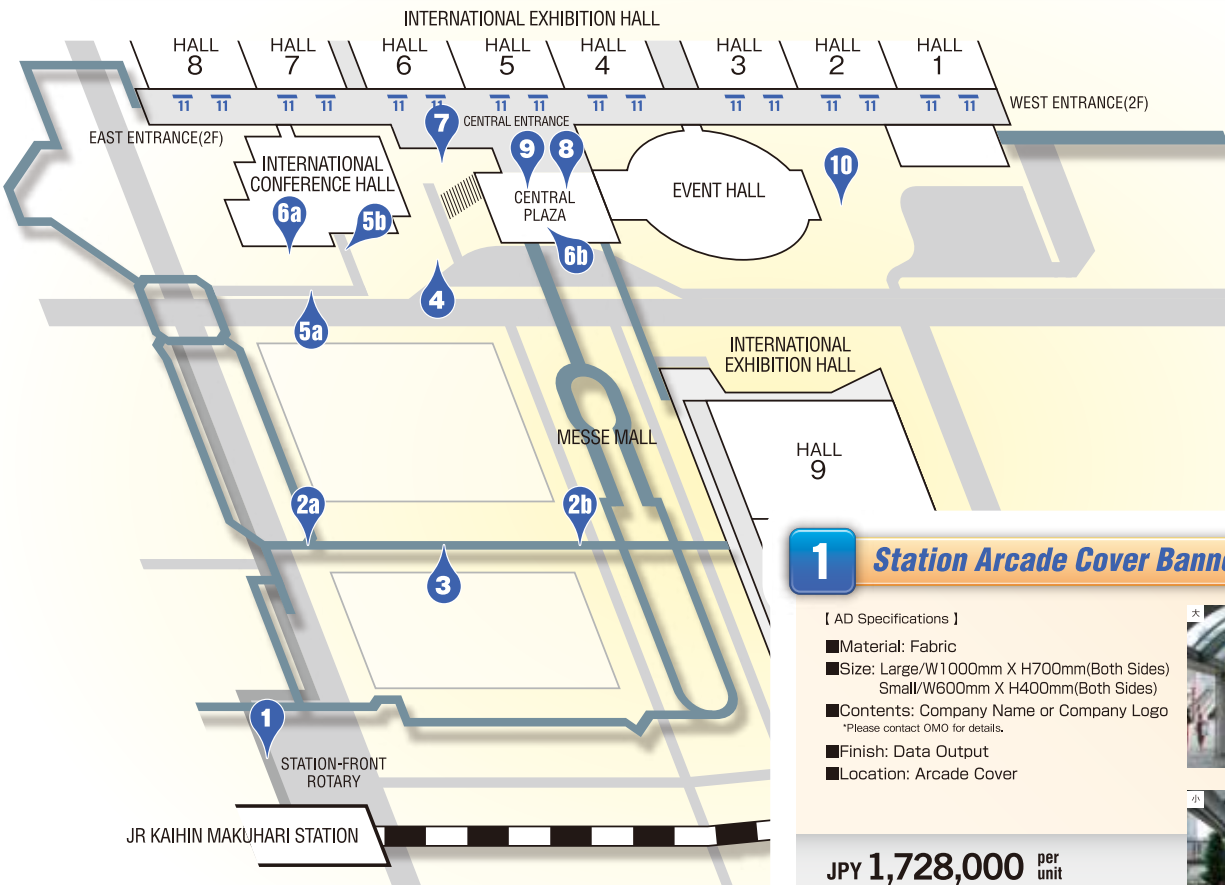 INTERNATIONAL EXHIBITION HALL
HALL 8
HALL 7
HALL 6
HALL 5
HALL 4
HALL 3
HALL 2
HALL 1
11 11 11 11 11 11 11 11 11 11 11 11 11 11 11 11
EAST ENTRANCE(2F)
7
CENTRAL ENTRANCE
WEST ENTRANCE(2F)
INTERNATIONAL
CONFERENCE HALL
9
8
10
6a
5b
CENTRAL
PLAZA
EVENT HALL
6b
4
5a
INTERNATIONAL
EXHIBITION HALL
MESSE MALL
HALL
9
2a
2b
3
1
STATION-FRONT
ROTARY
JR KAIHIN MAKUHARI STATION
1
Station Arcade Cover
【 AD Specifications 】
■Material: Fabric
■Size: Large/W1000mm X H700mm(Both Sides)
Small/W600mm X H400mm(Both Sides)
■Contents: Company Name or Company Logo
*Please contact OMO for details.
■Finish: Data Output
■Location: Arcade Cover
大
小
JPY 1,728,000 per
unit